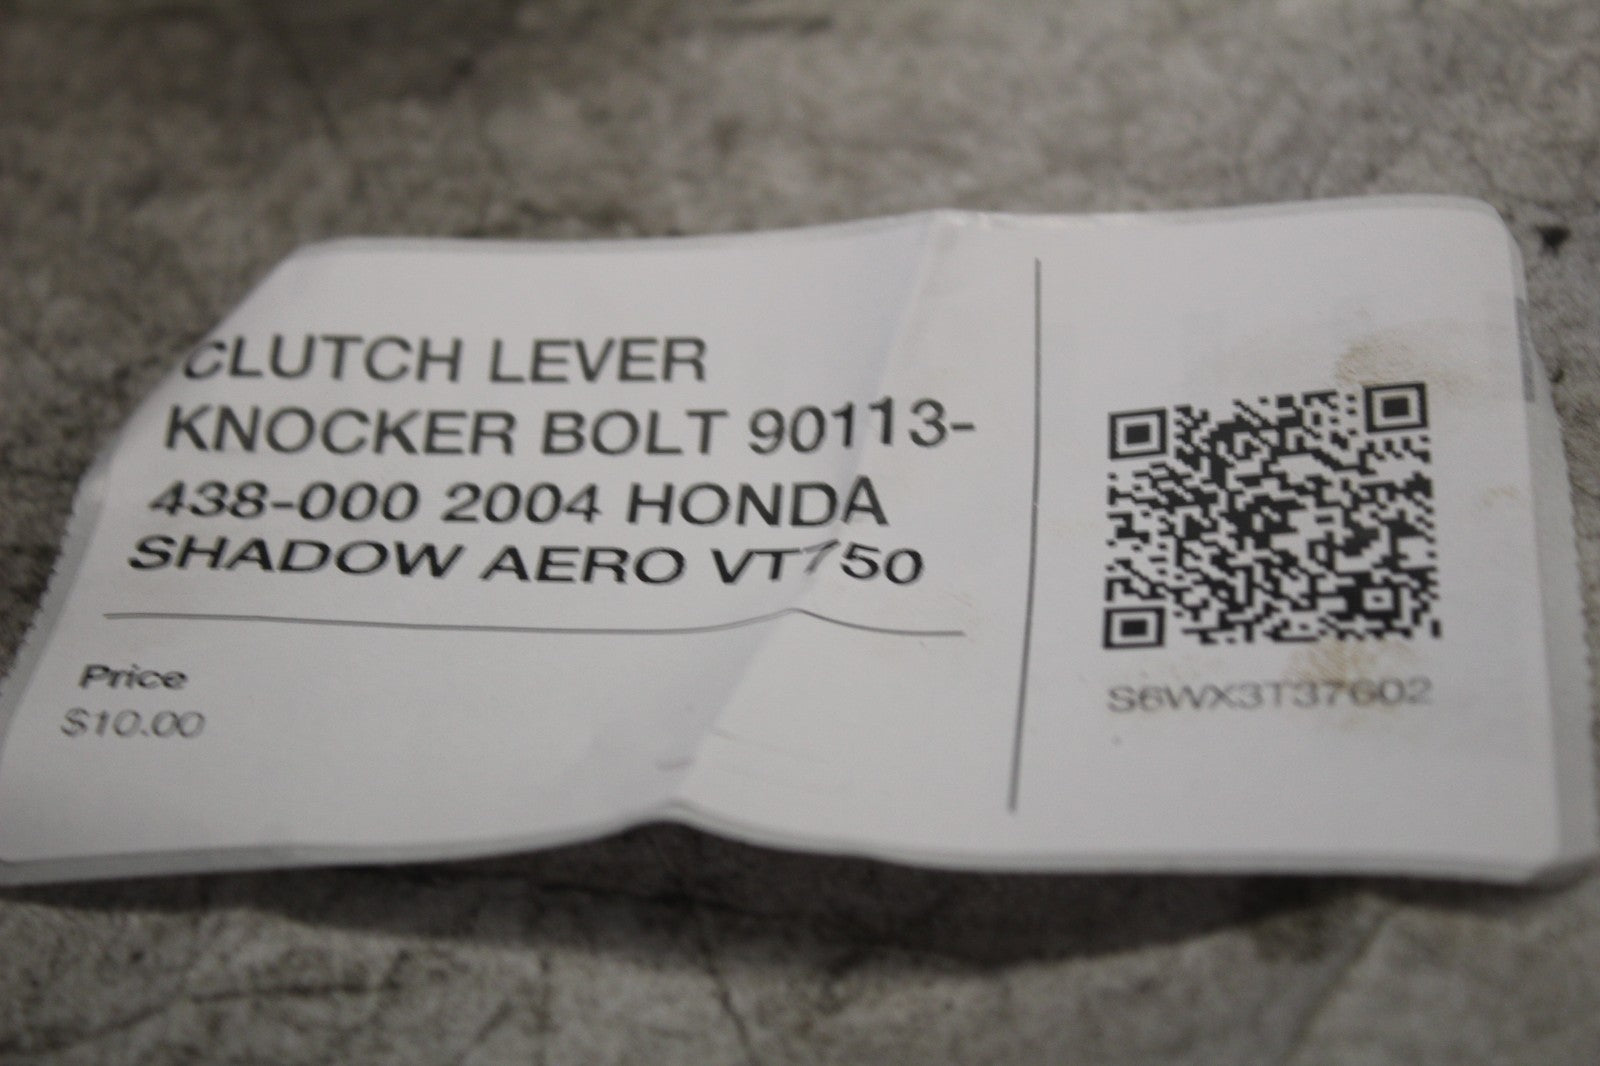 CLUTCH LEVER
KNOCKER BOLT 90113-
438-000 2004 HONDA
SHADOW AERO VT750
Price
$10.00
S6WX3T37602